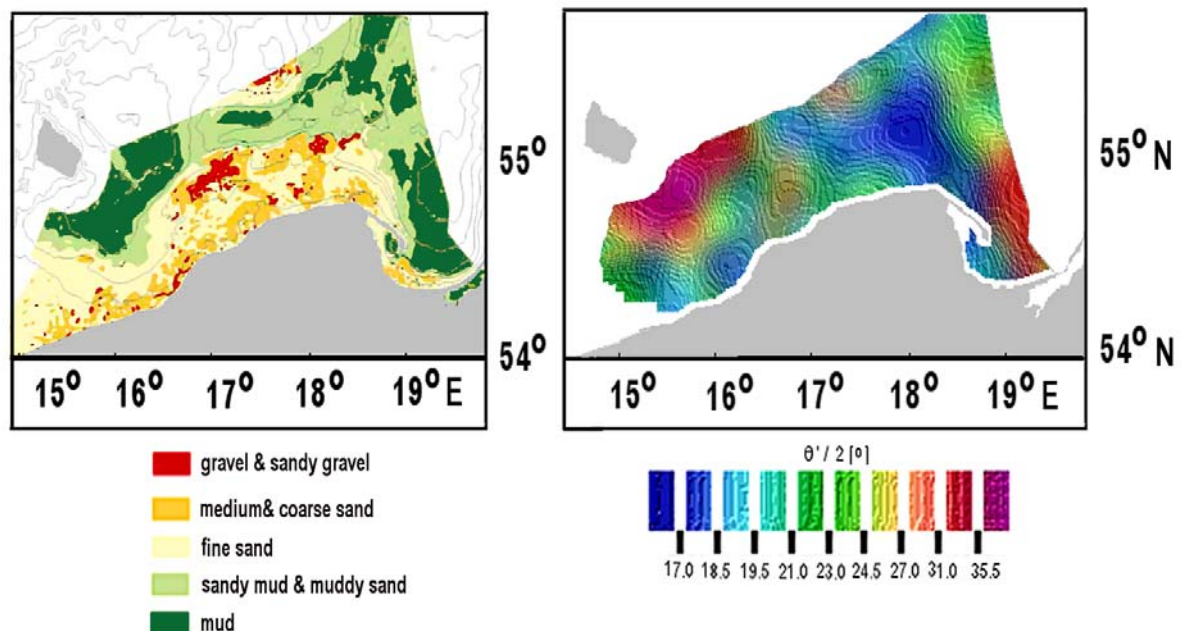 55°
54°
15° 16° 17° 18° 19° E
55° N
54° N
15° 16° 17° 18° 19° E
gravel & sandy gravel
medium& coarse sand
fine sand
sandy mud & muddy sand
mud
θ'/ 2 [º]
17.0 18.5 19.5 21.0 23.0 24.5 27.0 31.0 35.5